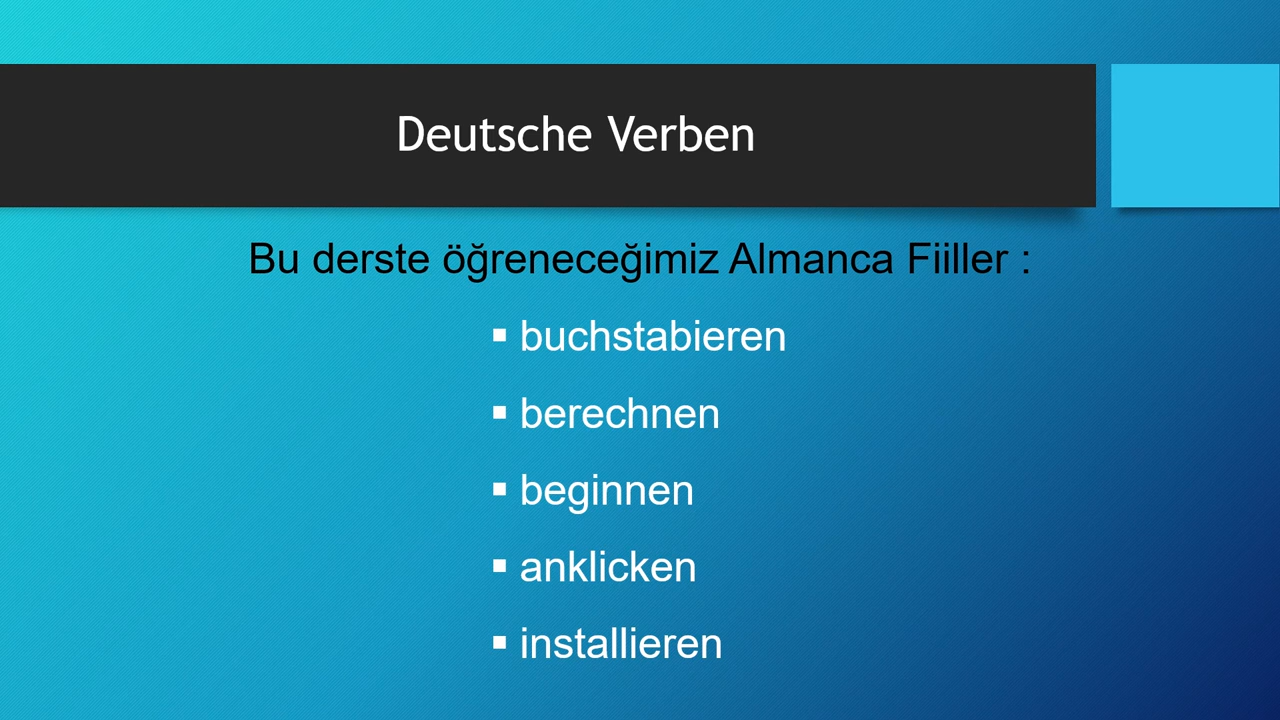 Deutsche Verben
Bu derste öğreneceğimiz Almanca Fiiller :
▪ buchstabieren
▪ berechnen
▪ beginnen
▪ anklicken
▪ installieren